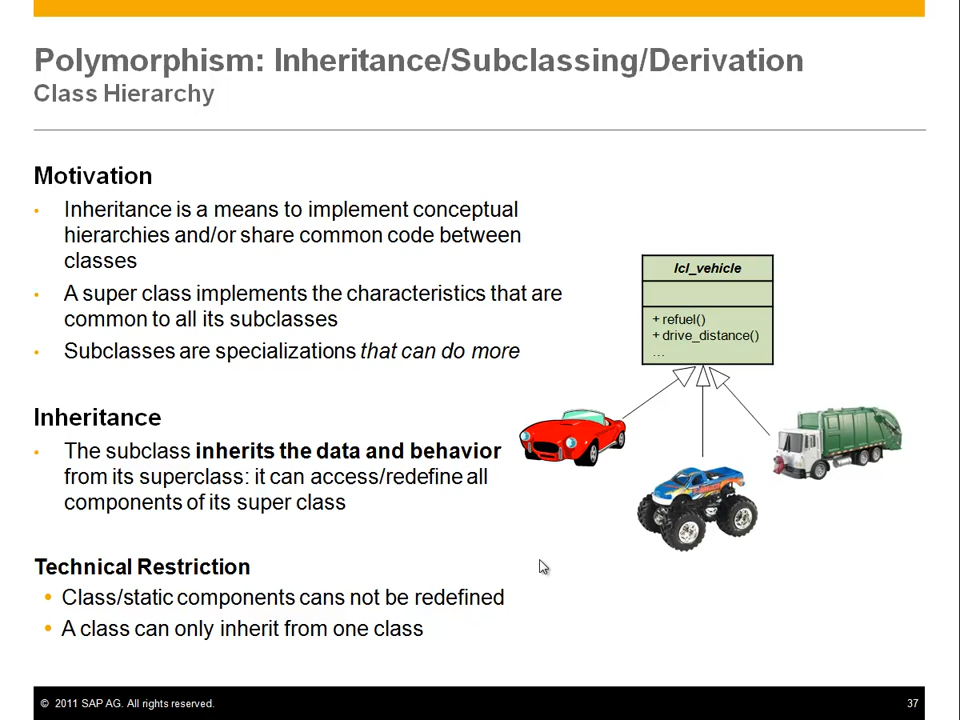 Polymorphism: Inheritance/Subclassing/Derivation
Class Hierarchy
Motivation
• Inheritance is a means to implement conceptual
hierarchies and/or share common code between
classes
• A super class implements the characteristics that are
common to all its subclasses
• Subclasses are specializations that can do more
Inheritance
• The subclass inherits the data and behavior
from its superclass: it can access/redefine all
components of its super class
Technical Restriction
• Class/static components cans not be redefined
• A class can only inherit from one class
lcl_vehicle
+ refuel()
+ drive_distance()
...
© 2011 SAP AG. All rights reserved.
37